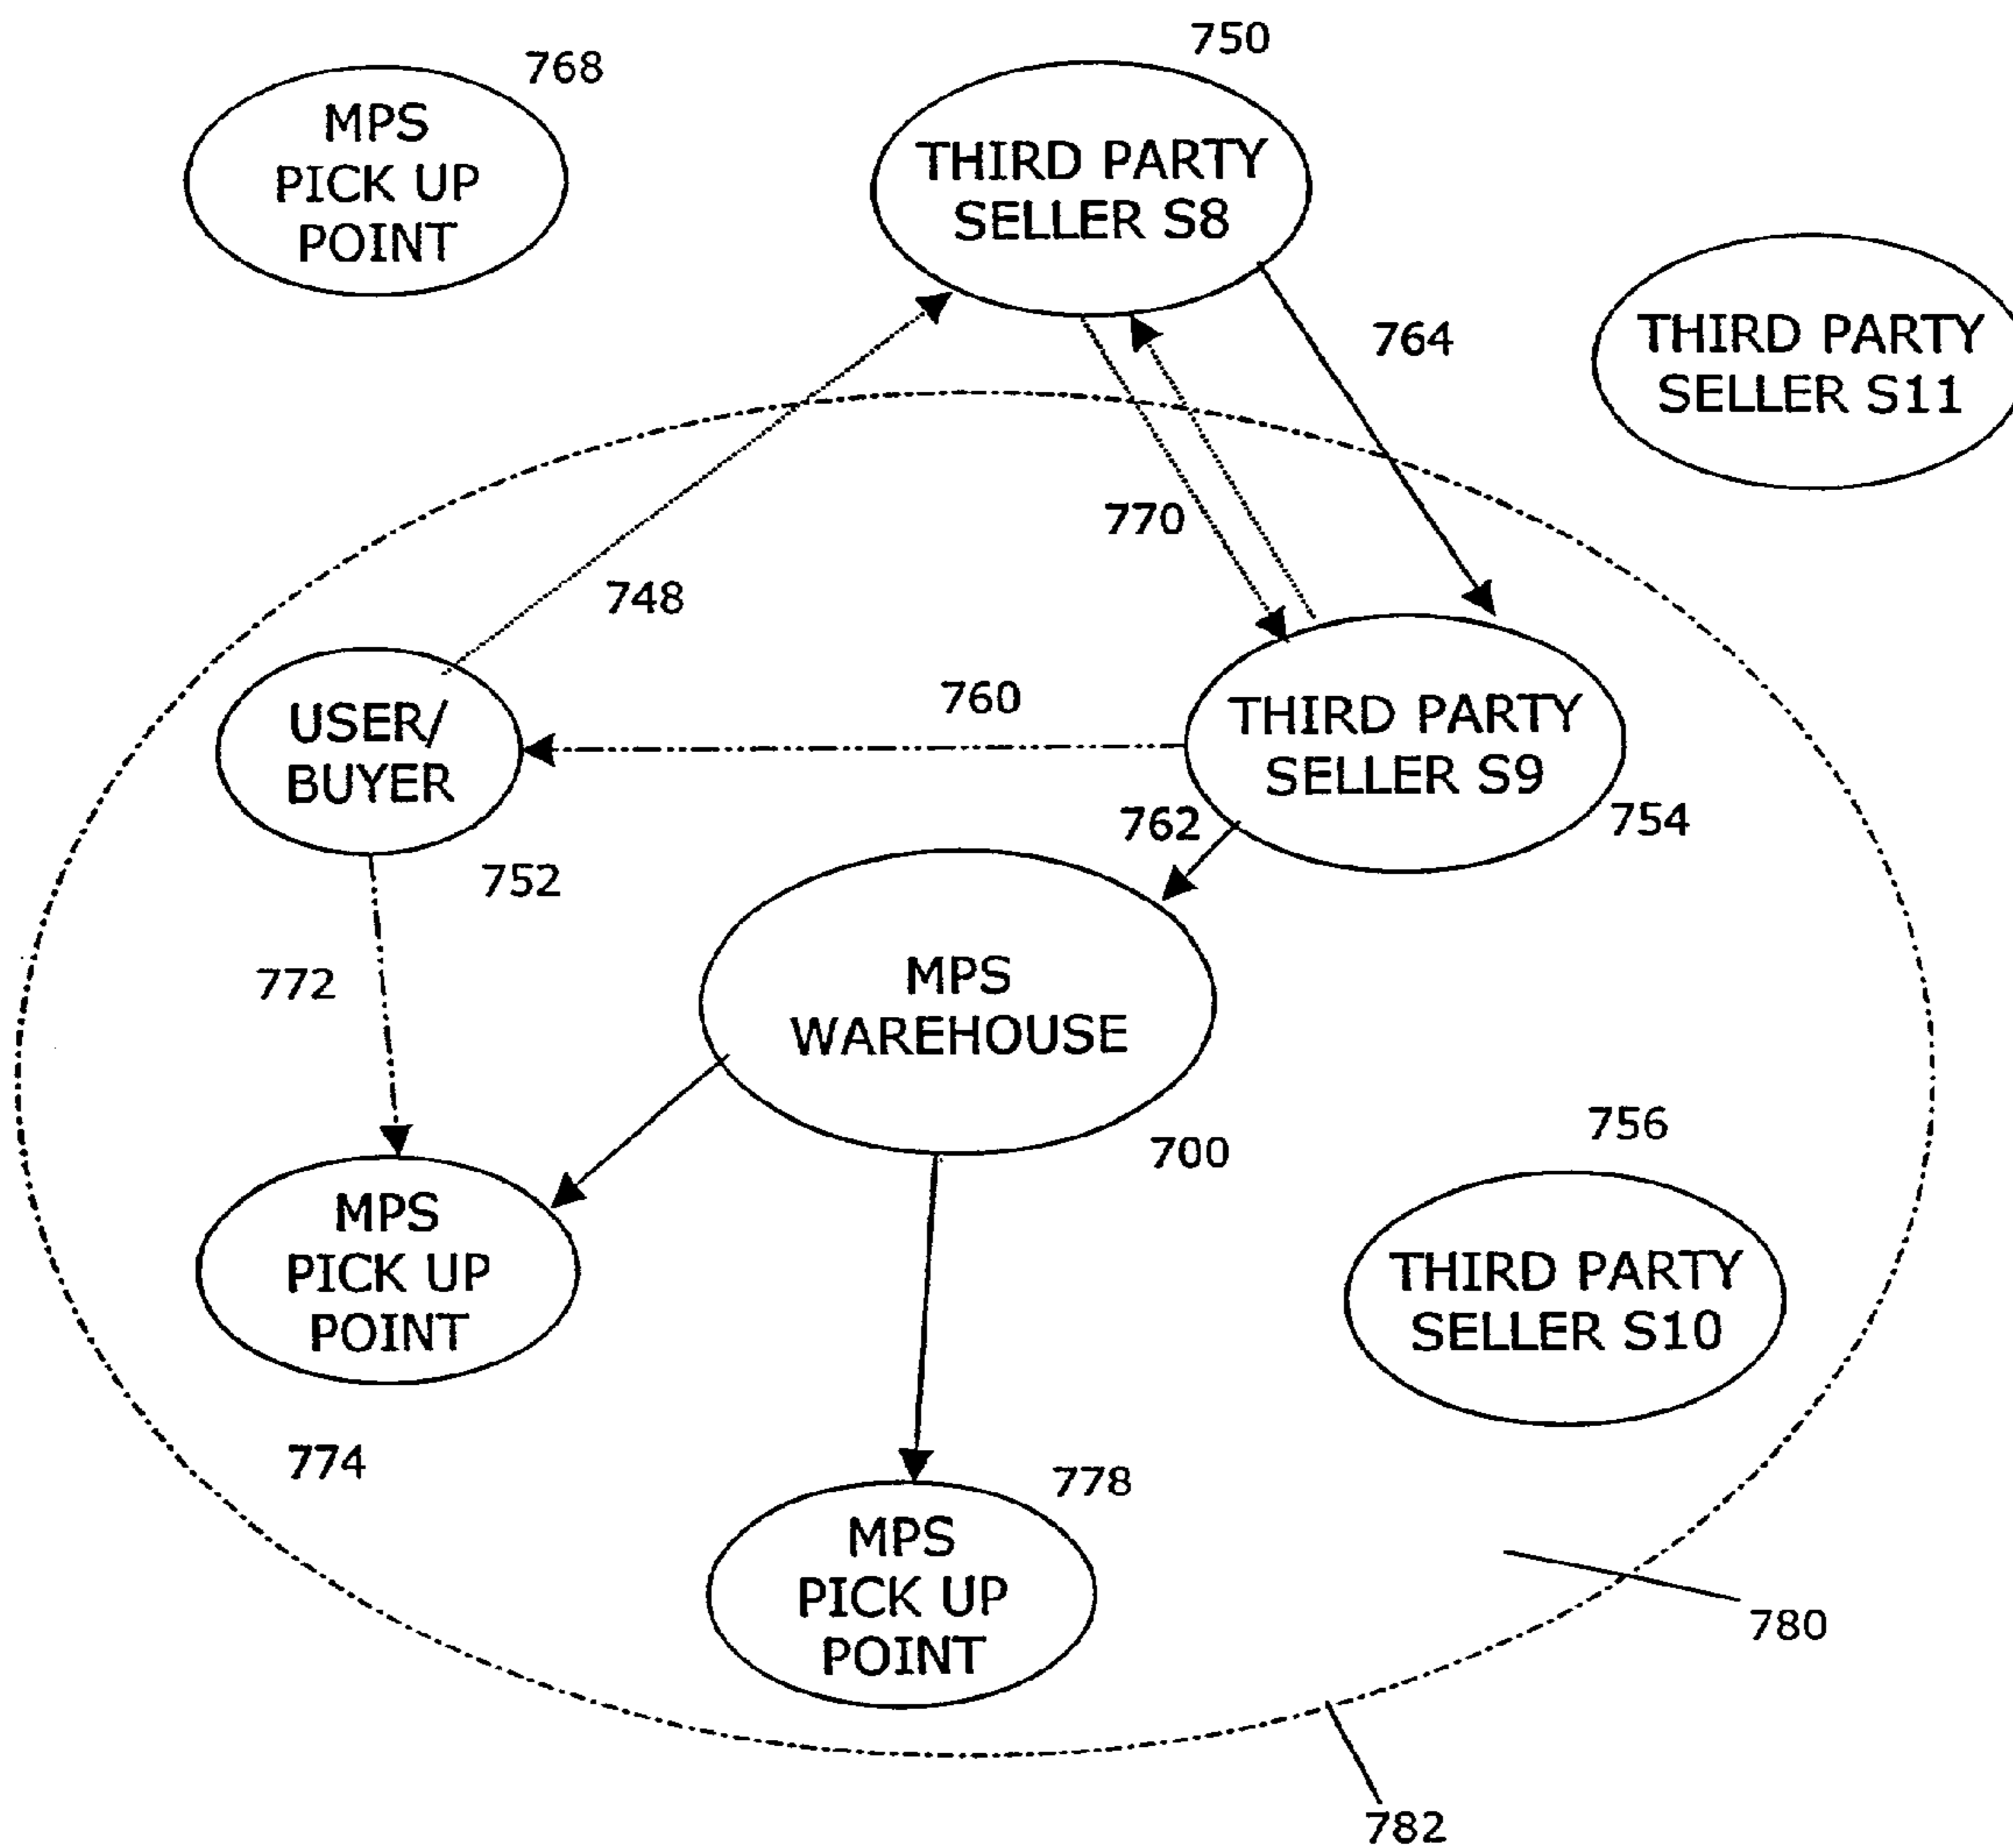 750
768
MPS
PICK UP
POINT
THIRD PARTY
SELLER S8
764
THIRD PARTY
SELLER S11
770
748
760
USER/
BUYER
THIRD PARTY
SELLER S9
762
754
752
772
MPS
WAREHOUSE
756
700
MPS
PICK UP
POINT
THIRD PARTY
SELLER S10
774
778
MPS
PICK UP
POINT
780
782